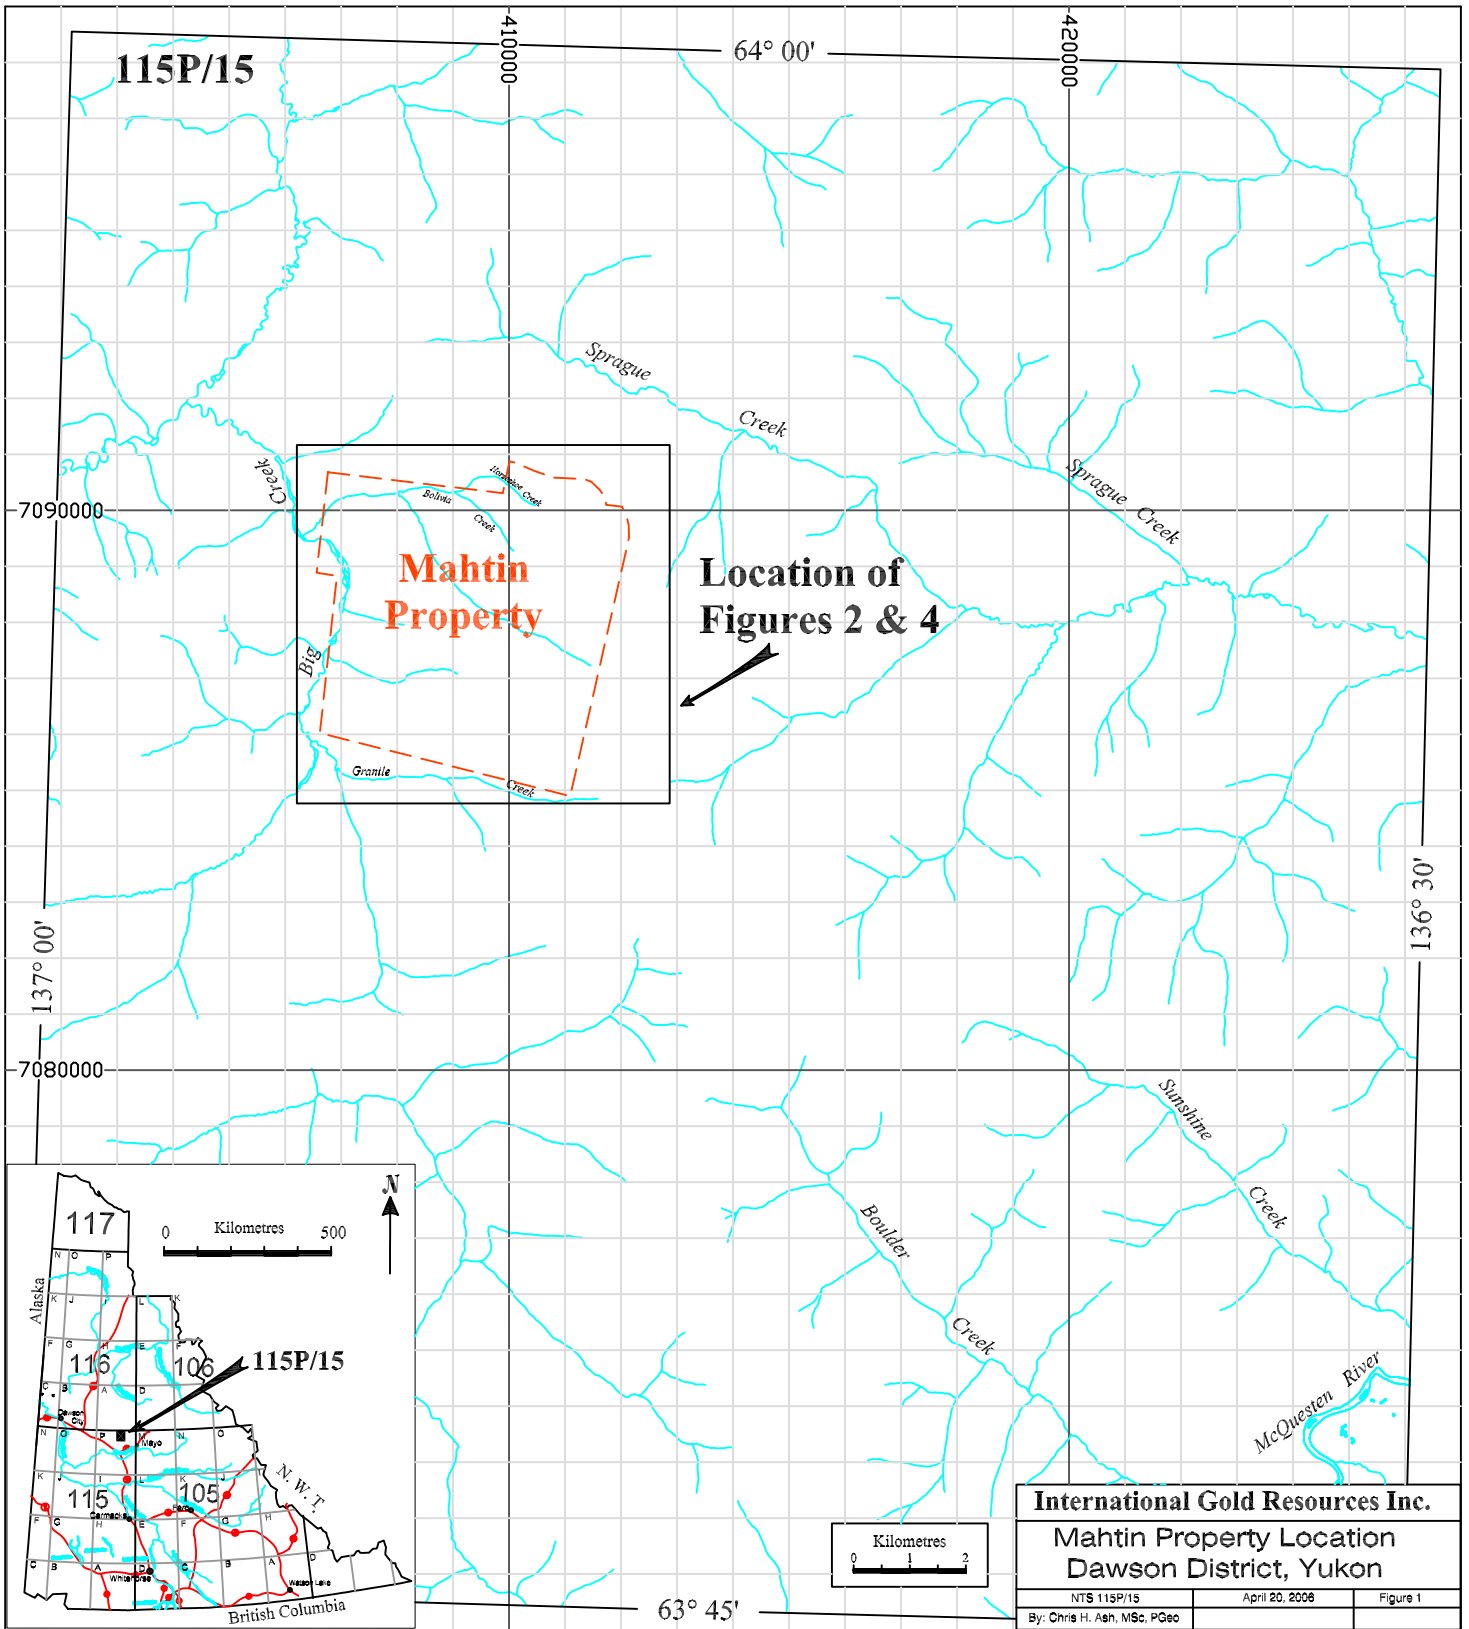 115P/15
410000
64° 00'
420000
Sprague
Creek
Sprague
Creek
Creek
7090000
Bolivia
Creek
Horseshoe Creek
Mahtin
Property
Location of
Figures 2 & 4
Big
Granite
Creek
137° 00'
136° 30'
7080000
Sunshine
Creek
Boulder
Creek
McQuesten River
N
0 Kilometres 500
117
N O P
Alaska
K J I L K
F G H E F
116
106
115P/15
C B A D
Dawson
City
N O P M N O
Mayo
K J I L K J
115
105
N.W.T.
Carmacks
Faro
F G H E F G H
C B A D C B A D
Whitehorse
Watson Lake
British Columbia
Kilometres
0 1 2
63° 45'
International Gold Resources Inc.
Mahtin Property Location
Dawson District, Yukon
NTS 115P/15
April 20, 2006
Figure 1
By: Chris H. Ash, MSc, PGeo